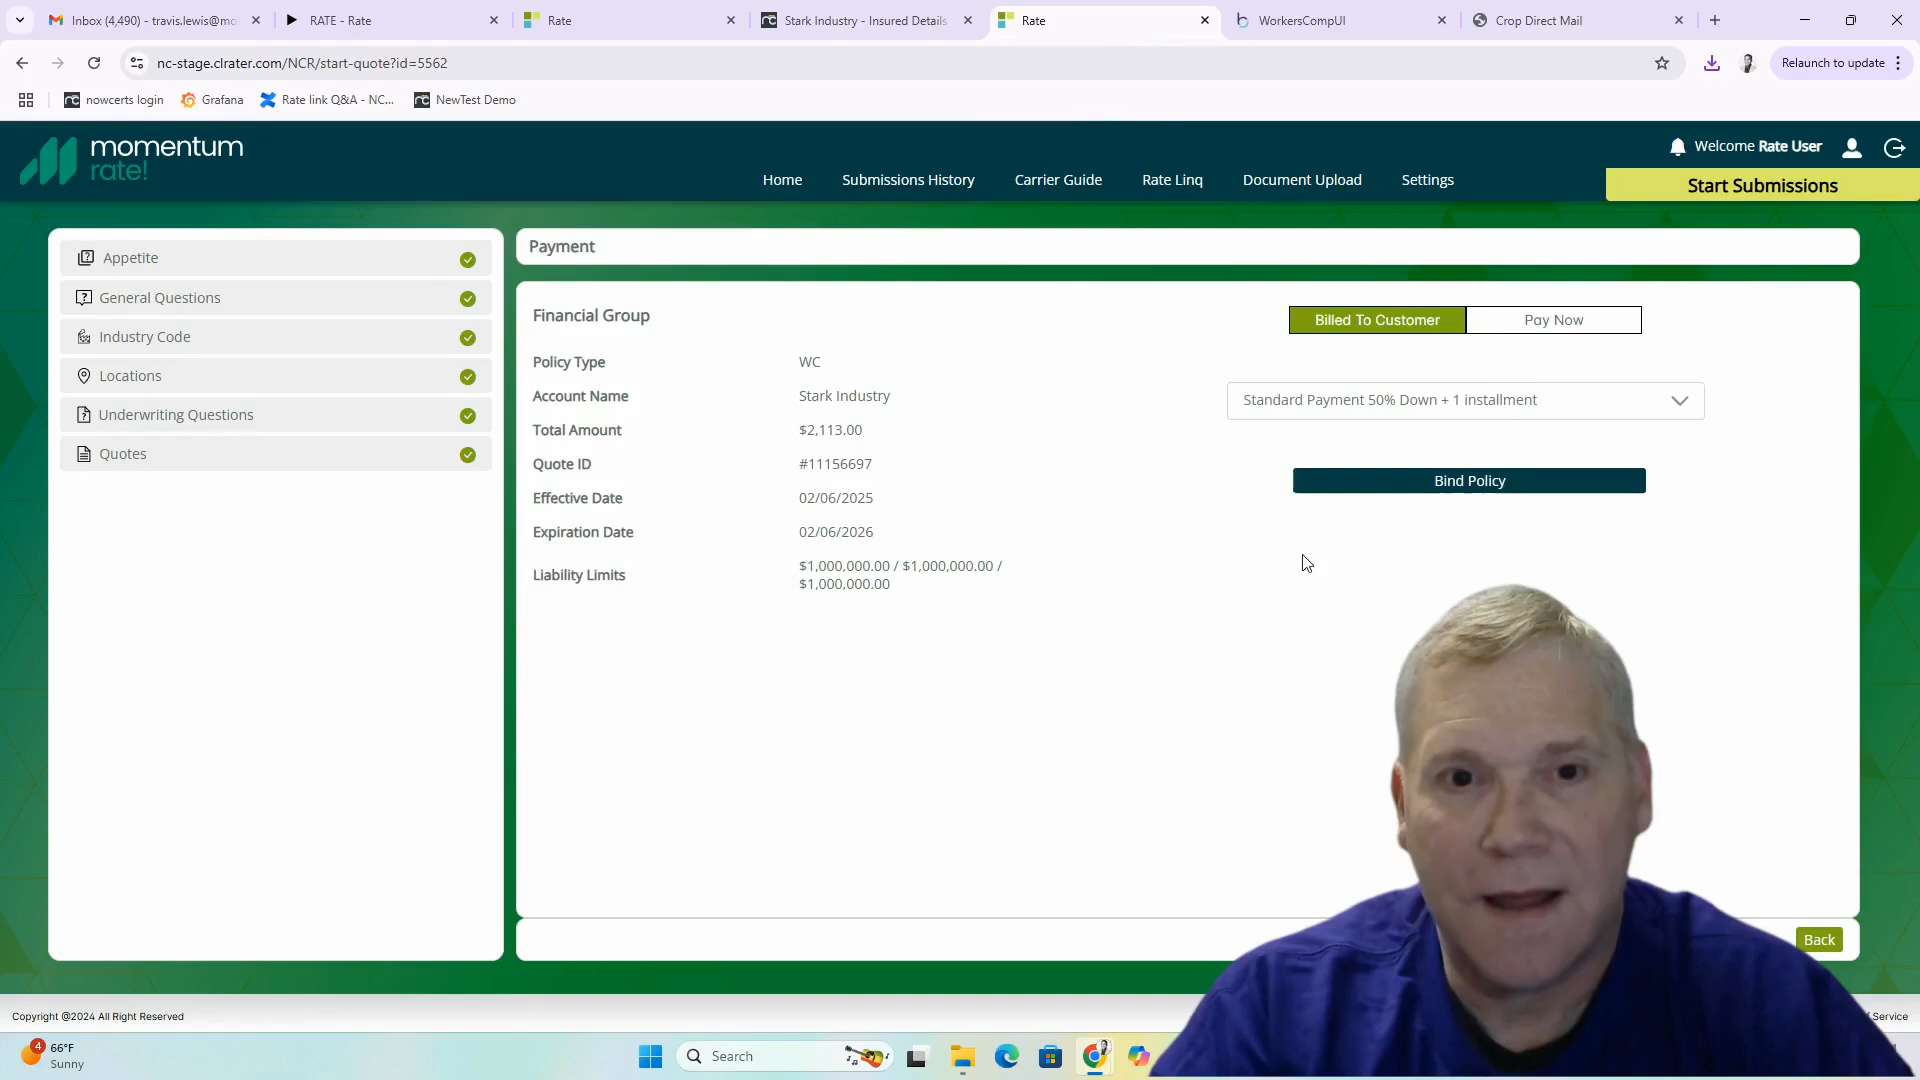 Inbox (4,490) - travis.lewis@mo
RATE - Rate
Rate
Stark Industry - Insured Details
Rate
WorkersCompUI
Crop Direct Mail
nc-stage.clrater.com/NCR/start-quote?id=5562
Relaunch to update
nowcerts login
Grafana
Rate link Q&A - NC...
NewTest Demo
momentum
rate!
Welcome Rate User
Home
Submissions History
Carrier Guide
Rate Linq
Document Upload
Settings
Start Submissions
Appetite
General Questions
Industry Code
Locations
Underwriting Questions
Quotes
Payment
Financial Group
Policy Type WC
Account Name Stark Industry
Total Amount $2,113.00
Quote ID #11156697
Effective Date 02/06/2025
Expiration Date 02/06/2026
Liability Limits $1,000,000.00 / $1,000,000.00 /
$1,000,000.00
Billed To Customer
Pay Now
Standard Payment 50% Down + 1 installment
Bind Policy
Back
Copyright @2024 All Right Reserved
Service
4
66°F
Sunny
Search